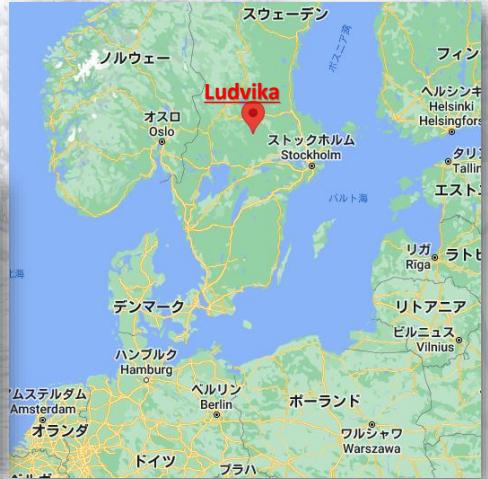 スウェーデン
ボスニア湾
ノルウェー
フィン
Ludvika
ヘルシンキ
Helsinki
Helsingfors
オスロ
Oslo
ストックホルム
Stockholm
タリ
Tallin
エスト
バルト海
リガ
Rīga
ラト
北海
デンマーク
リトアニア
ビルニュス
Vilnius
ハンブルク
Hamburg
ムステルダム
Amsterdam
ベルリン
Berlin
ポーランド
オランダ
ワルシャワ
Warszawa
ドイツ
プラハ